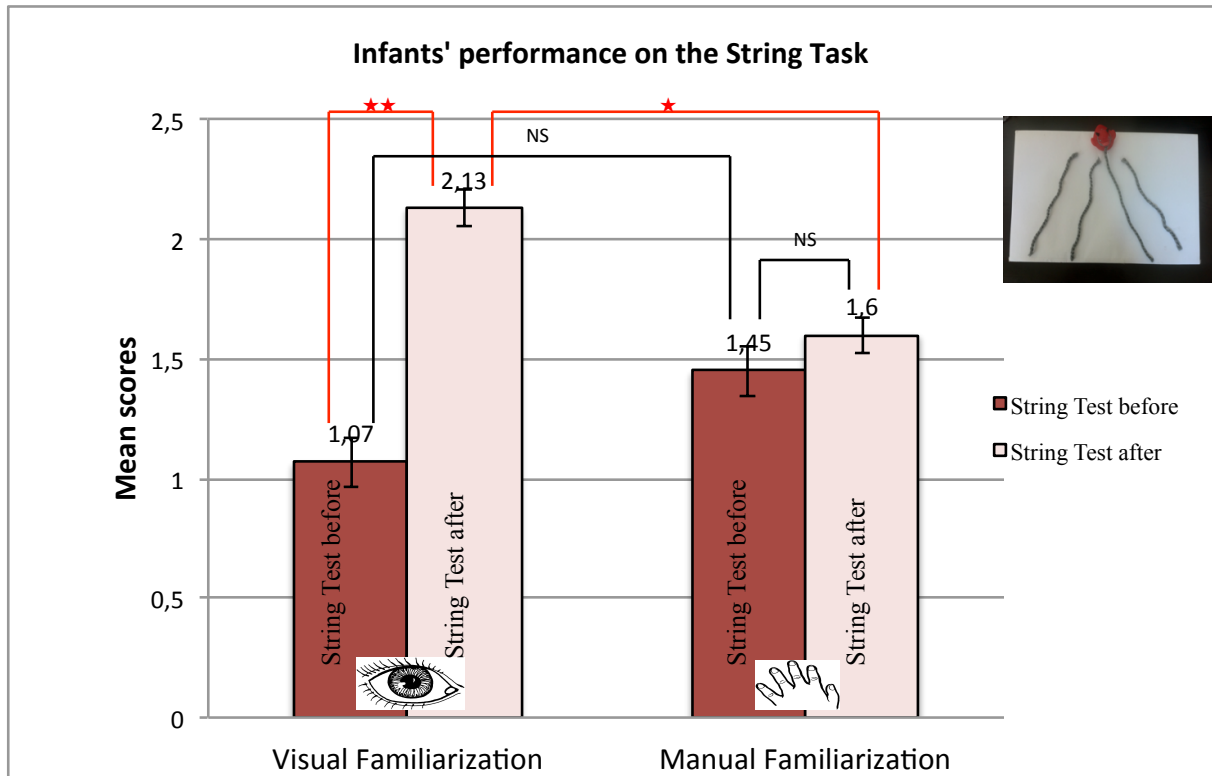 Infants' performance on the String Task
★★
★
NS
NS
2,5
2
1,5
1
0,5
0
Mean scores
1,07
2,13
1,45
1,6
String Test before
String Test after
String Test before
String Test after
String Test before
String Test after
Visual Familiarization
Manual Familiarization